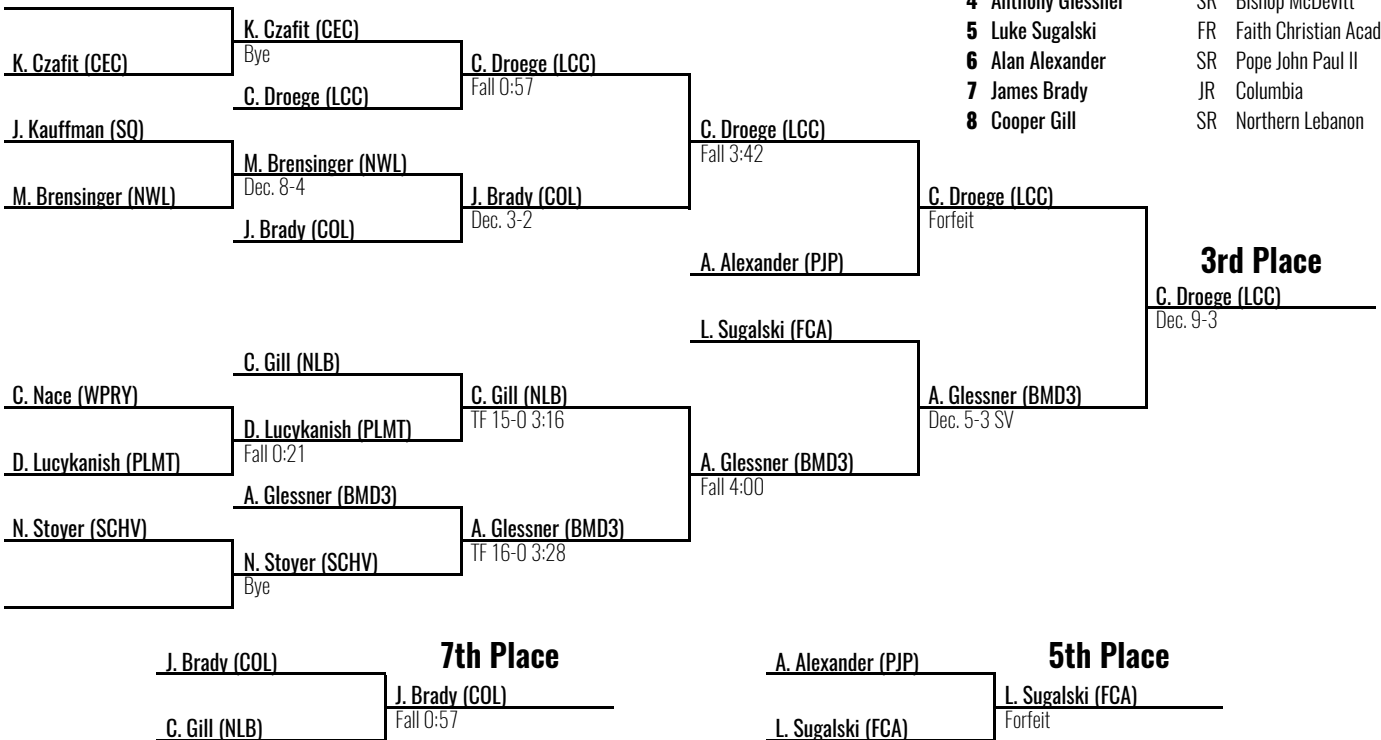 4 Anthony Glessner SR Bishop McDevitt
K. Czafit (CEC)
Bye
5 Luke Sugalski FR Faith Christian Acad
K. Czafit (CEC)
C. Droege (LCC)
Fall 0:57
6 Alan Alexander SR Pope John Paul II
C. Droege (LCC)
7 James Brady JR Columbia
J. Kauffman (SQ)
C. Droege (LCC)
Fall 3:42
8 Cooper Gill SR Northern Lebanon
M. Brensinger (NWL)
Dec. 8-4
M. Brensinger (NWL)
J. Brady (COL)
Dec. 3-2
C. Droege (LCC)
Forfeit
J. Brady (COL)
A. Alexander (PJP)
3rd Place
C. Droege (LCC)
Dec. 9-3
L. Sugalski (FCA)
C. Gill (NLB)
C. Nace (WPRY)
C. Gill (NLB)
TF 15-0 3:16
A. Glessner (BMD3)
Dec. 5-3 SV
D. Lucykanish (PLMT)
Fall 0:21
D. Lucykanish (PLMT)
A. Glessner (BMD3)
Fall 4:00
A. Glessner (BMD3)
N. Stoyer (SCHV)
A. Glessner (BMD3)
TF 16-0 3:28
N. Stoyer (SCHV)
Bye
7th Place
J. Brady (COL)
J. Brady (COL)
Fall 0:57
C. Gill (NLB)
5th Place
A. Alexander (PJP)
L. Sugalski (FCA)
Forfeit
L. Sugalski (FCA)